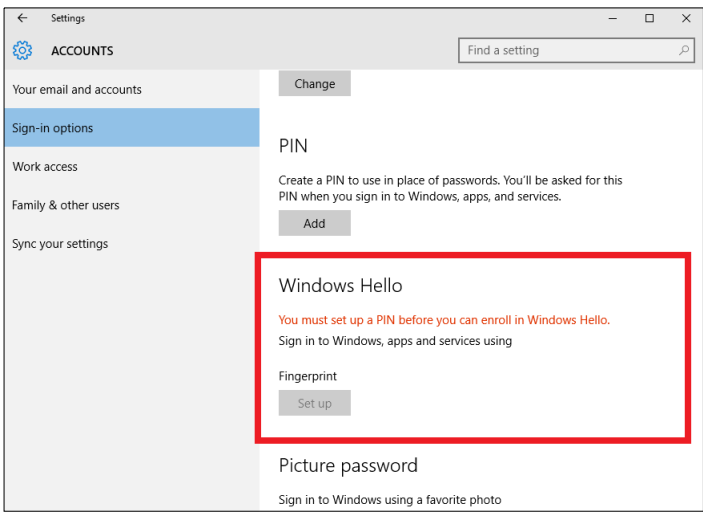 Settings
ACCOUNTS
Find a setting
Your email and accounts
Sign-in options
Work access
Family & other users
Sync your settings
Change
PIN
Create a PIN to use in place of passwords. You'll be asked for this
PIN when you sign in to Windows, apps, and services.
Add
Windows Hello
You must set up a PIN before you can enroll in Windows Hello.
Sign in to Windows, apps and services using
Fingerprint
Set up
Picture password
Sign in to Windows using a favorite photo